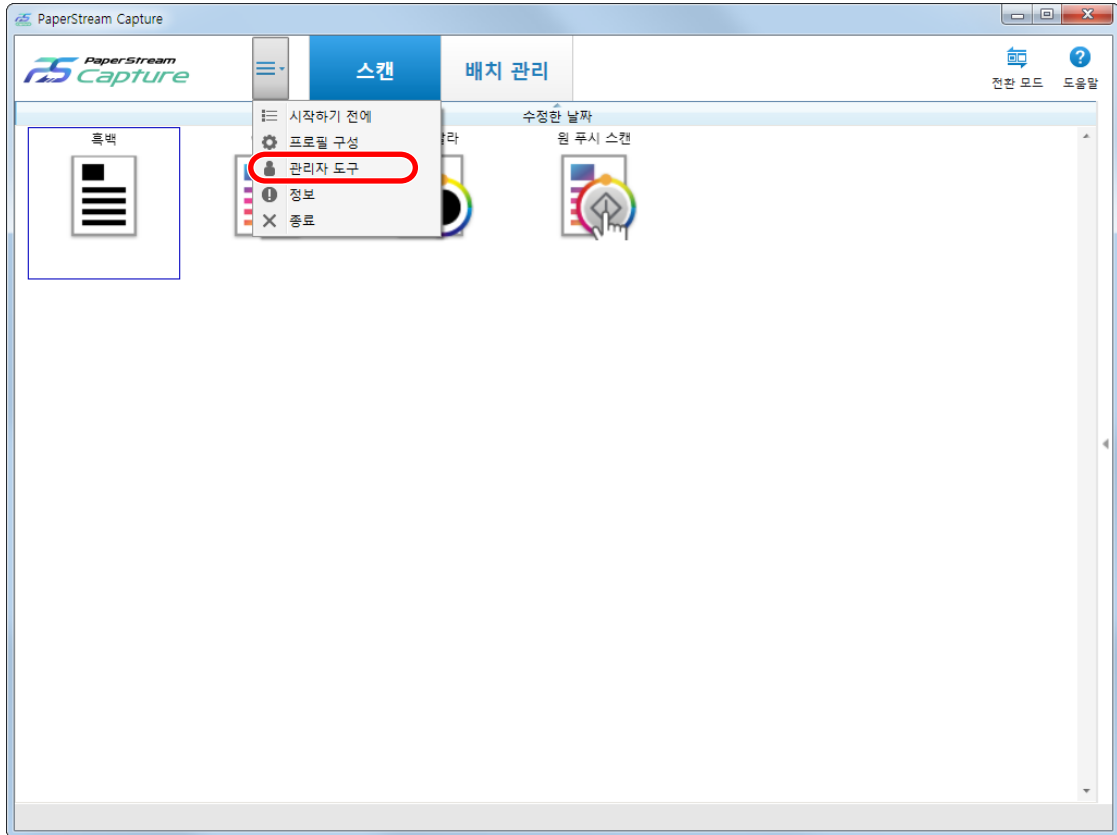 PaperStream Capture
PaperStream
Capture
스캔
배치 관리
전환 모드
도움말
수정한 날짜
시작하기 전에
프로필 구성
관리자 도구
정보
종료
흑백
원 푸시 스캔